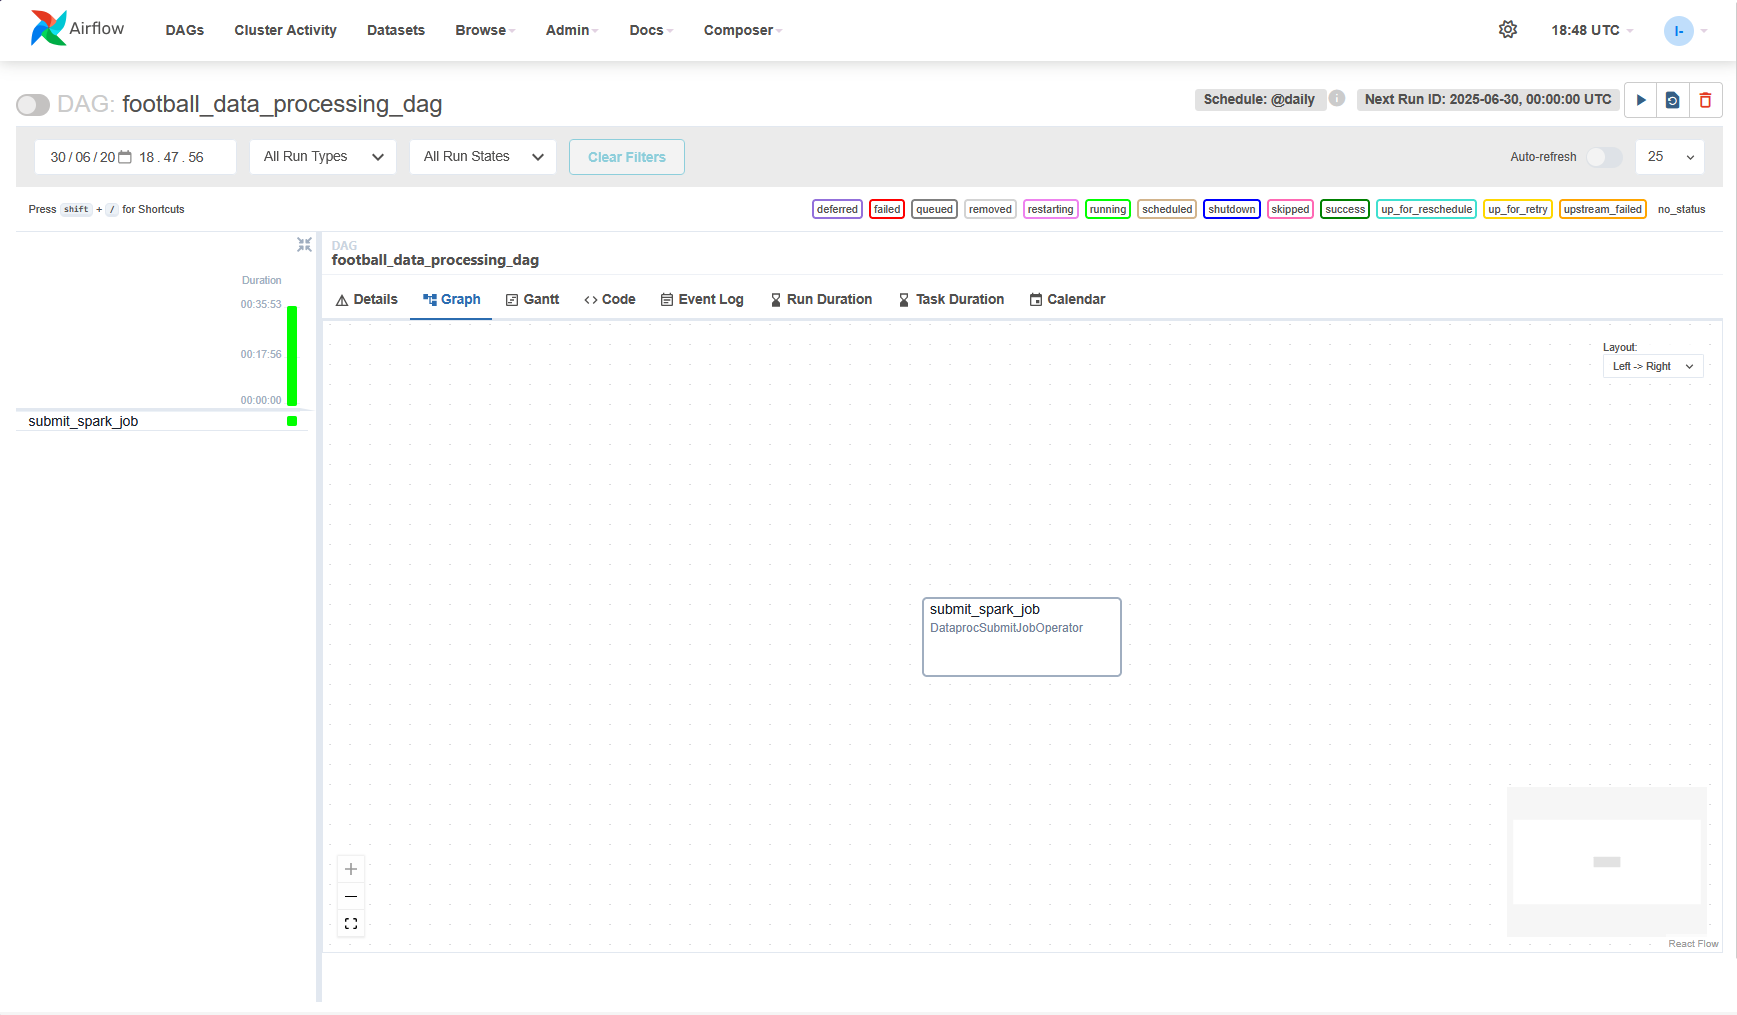 Airflow DAGs Cluster Activity Datasets Browse Admin Docs Composer 18:48 UTC I-
DAG: football_data_processing_dag Schedule: @daily i Next Run ID: 2025-06-30, 00:00:00 UTC
30/06/20 18.47.56 All Run Types All Run States Clear Filters Auto-refresh 25
Press shift + / for Shortcuts deferred failed queued removed restarting running scheduled shutdown skipped success up_for_reschedule up_for_retry upstream_failed no_status
DAG
football_data_processing_dag
Duration
00:35:53
00:17:56
00:00:00
submit_spark_job
Details Graph Gantt <> Code Event Log Run Duration Task Duration Calendar
Layout:
Left -> Right
submit_spark_job
DataprocSubmitJobOperator
React Flow